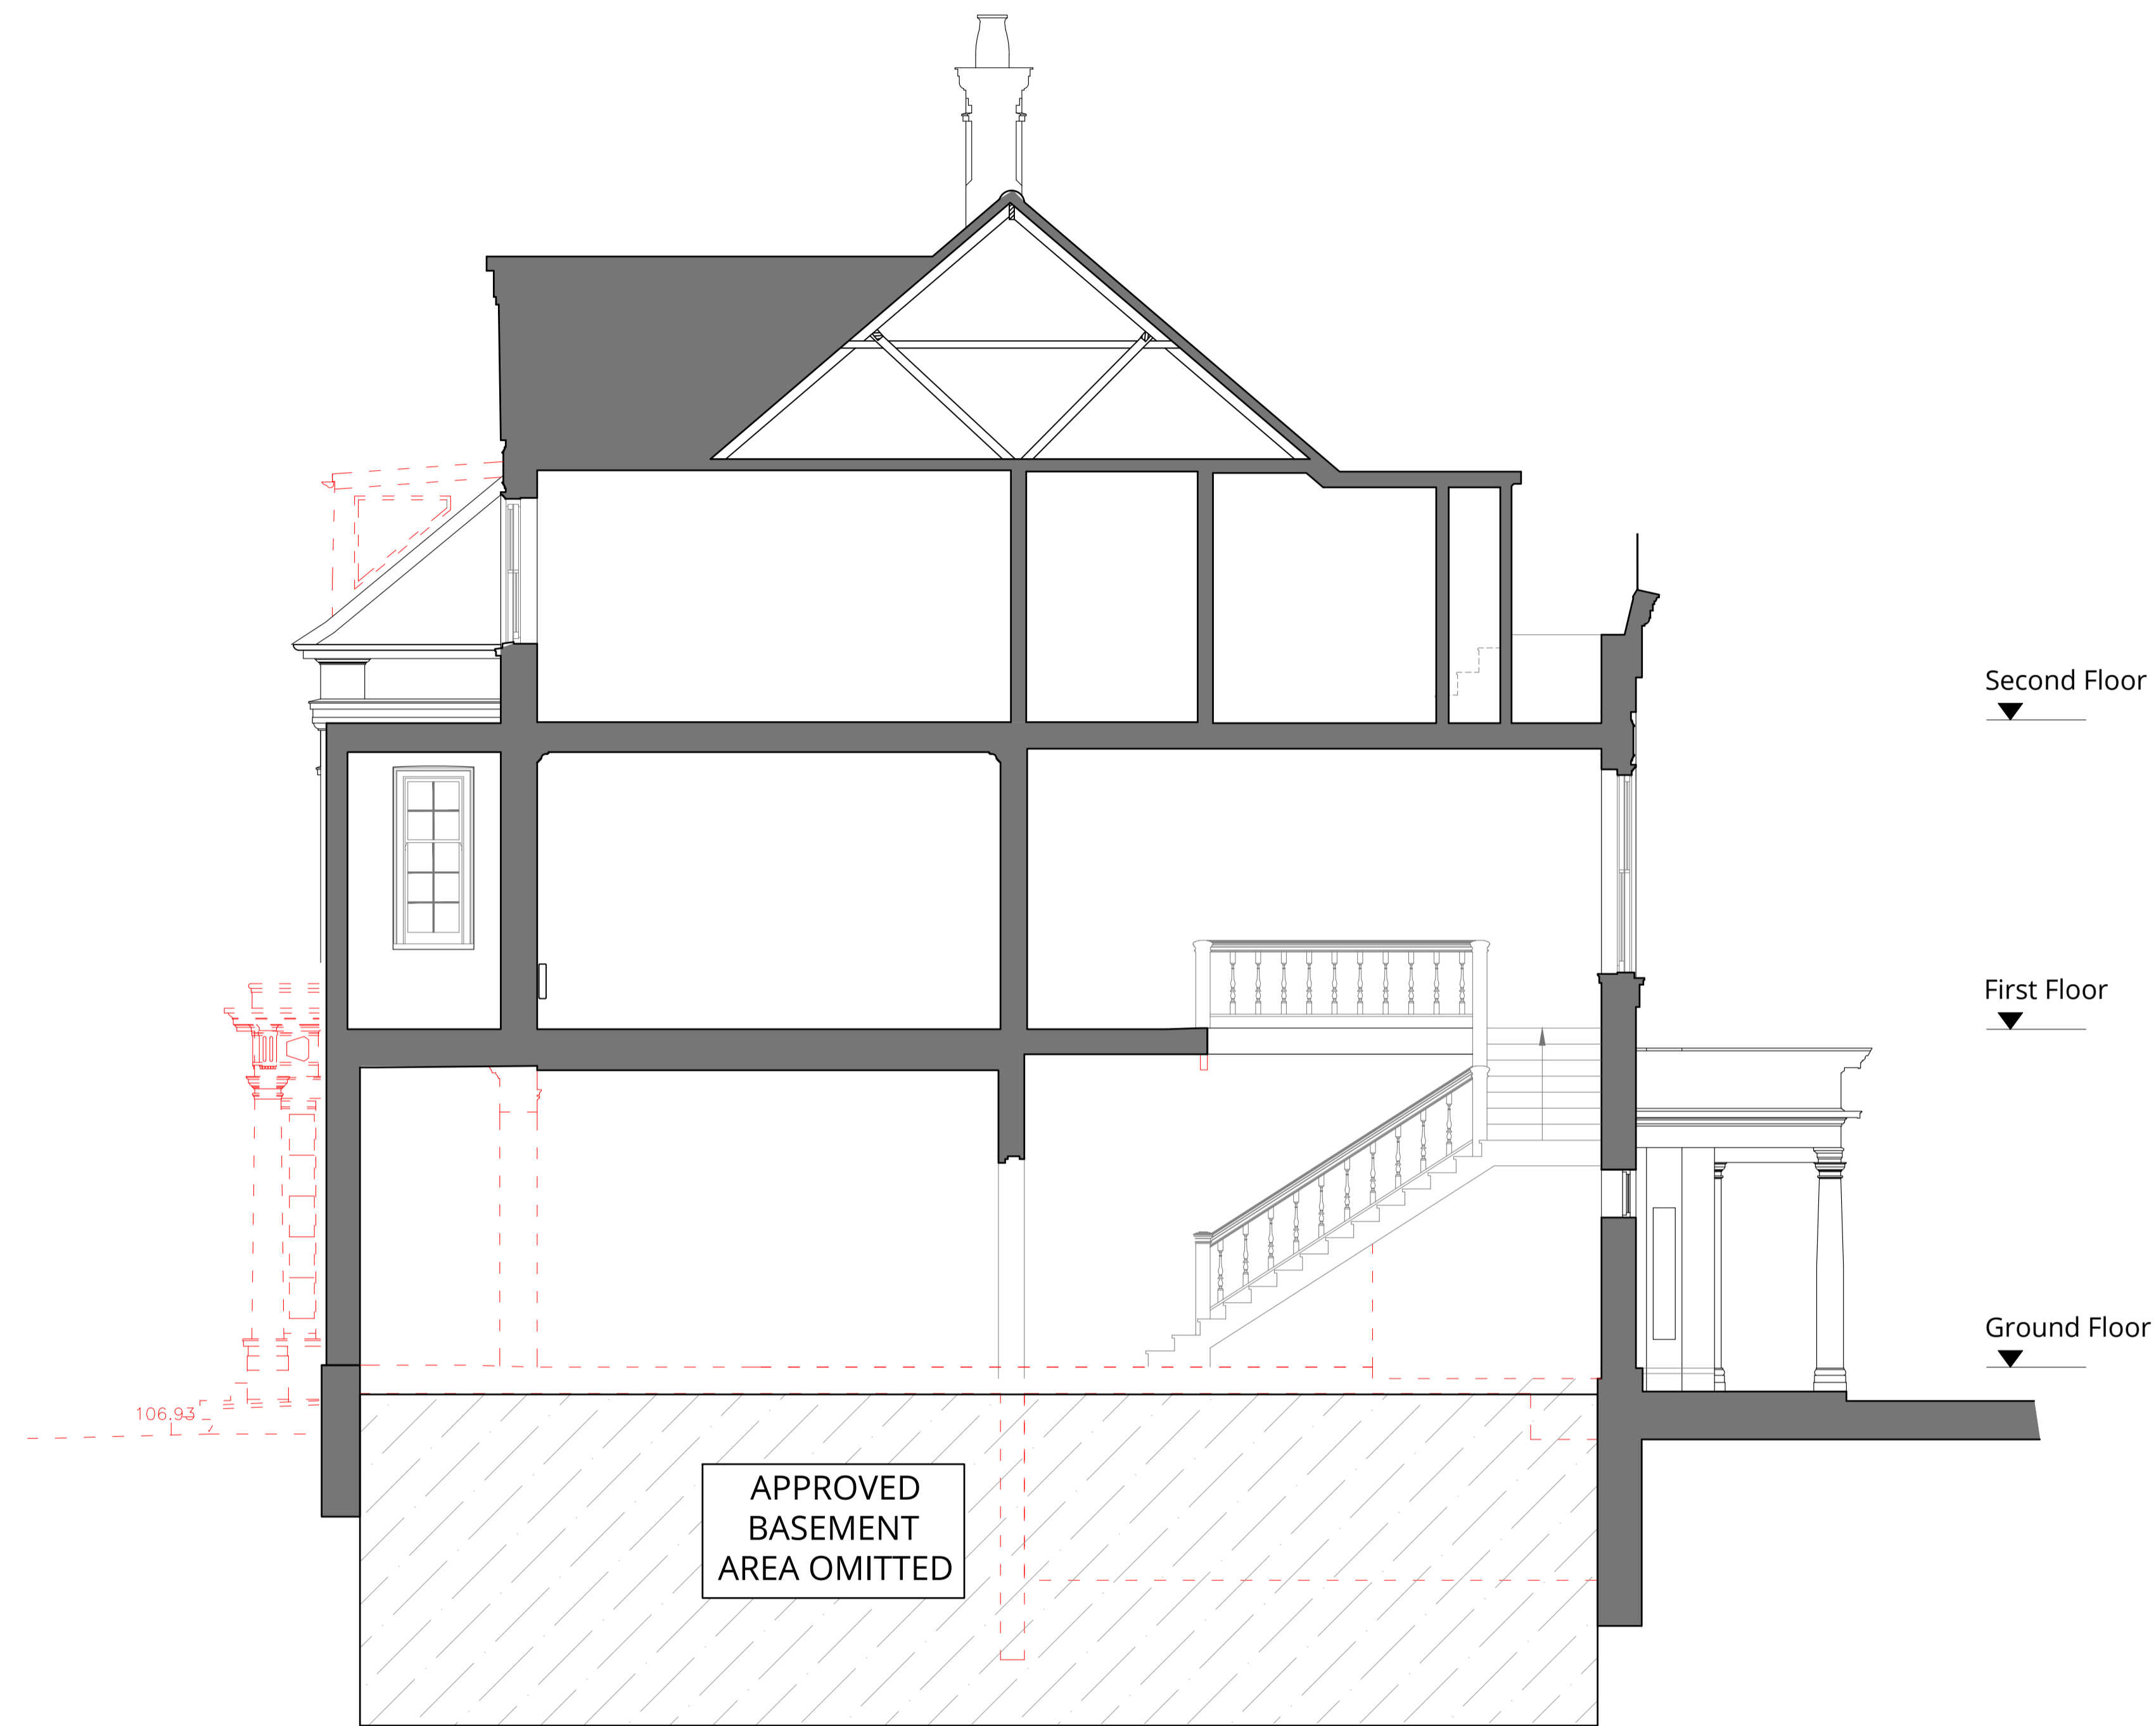 Second Floor
First Floor
Ground Floor
106.93
APPROVED
BASEMENT
AREA OMITTED